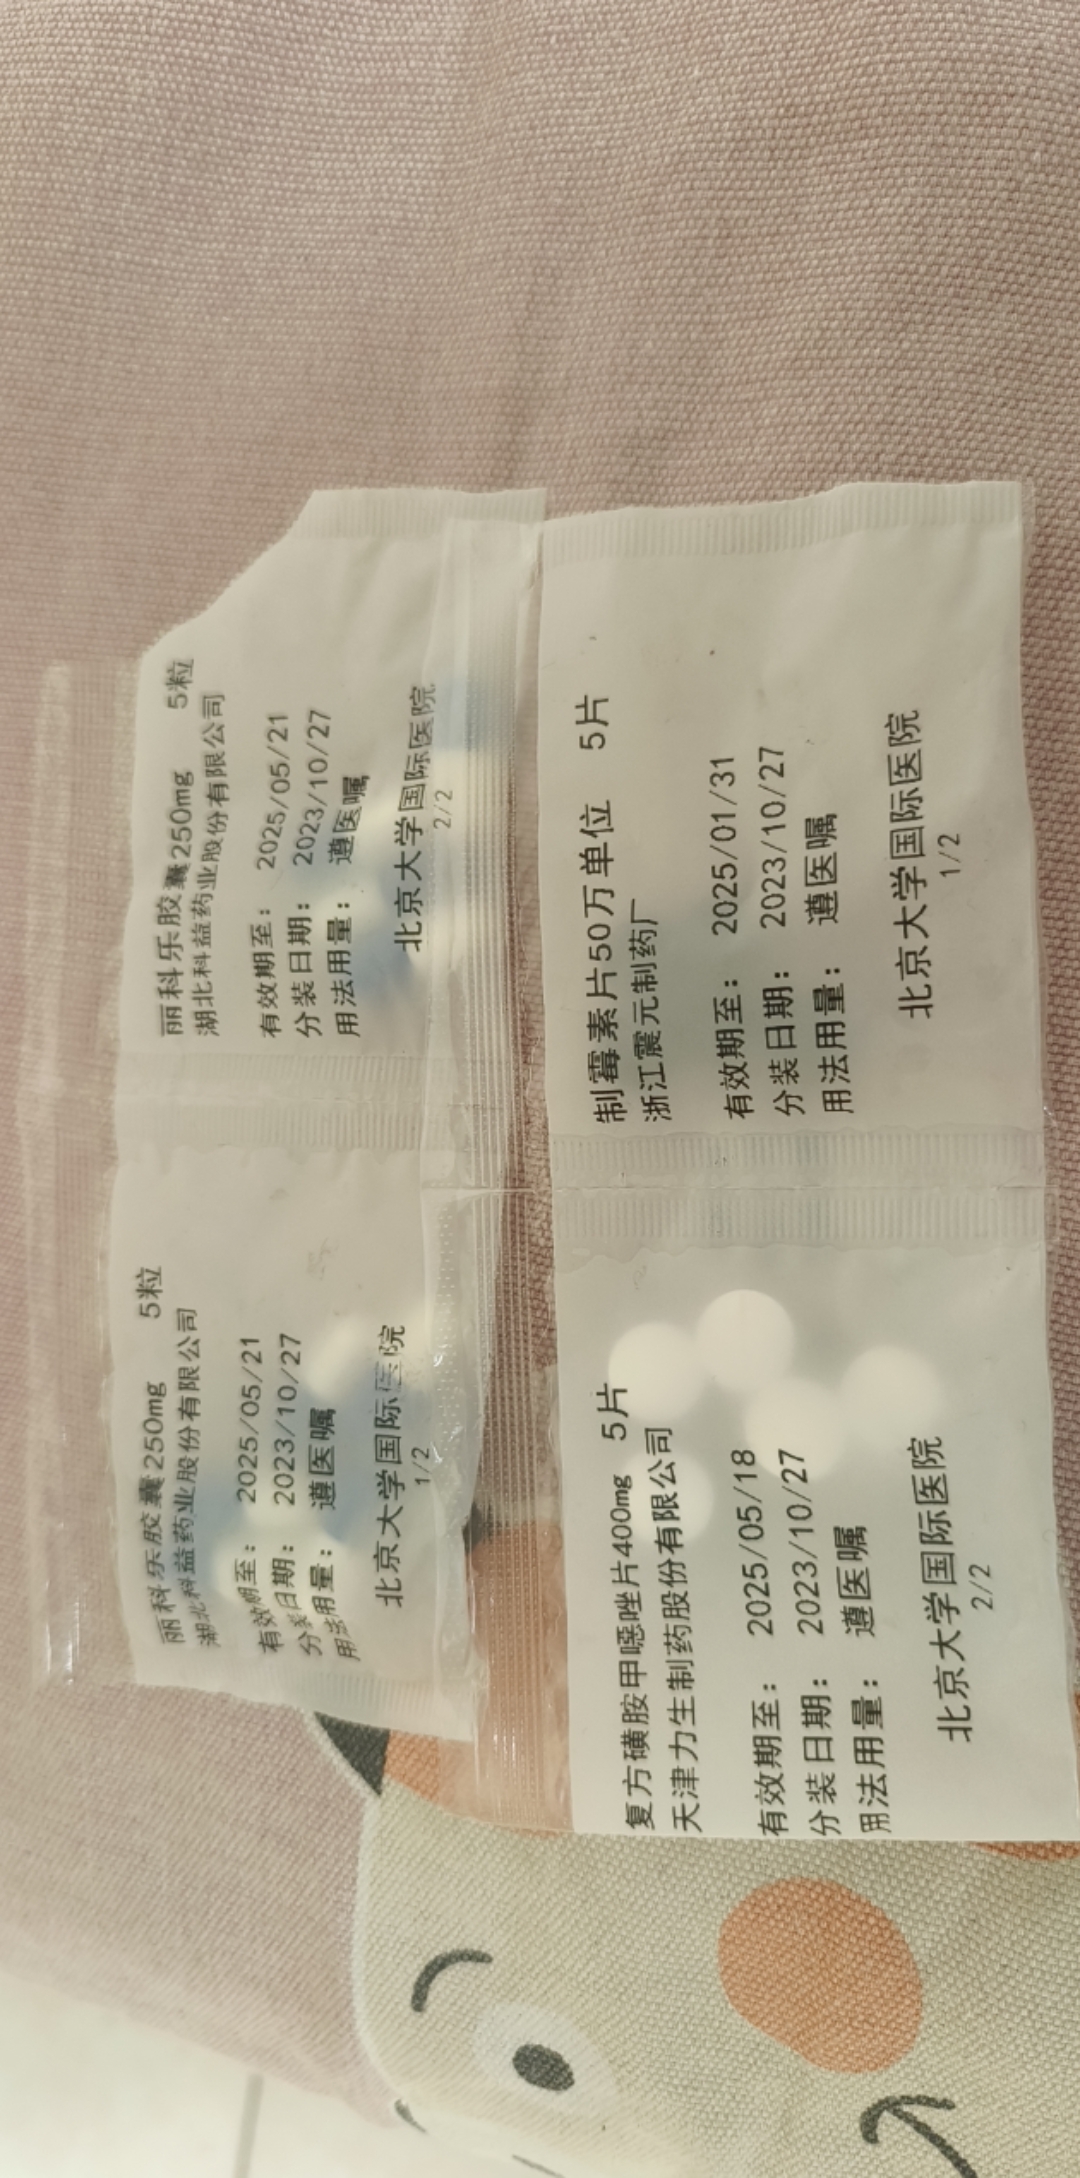 丽科乐胶囊250mg 5粒
湖北科益药业股份有限公司
有效期至: 2025/05/21
分装日期: 2023/10/27
用法用量: 遵医嘱
北京大学国际医院
1/2
丽科乐胶囊250mg 5粒
湖北科益药业股份有限公司
有效期至: 2025/05/21
分装日期: 2023/10/27
用法用量: 遵医嘱
北京大学国际医院
2/2
复方磺胺甲噁唑片400mg 5片
天津力生制药股份有限公司
有效期至: 2025/05/18
分装日期: 2023/10/27
用法用量: 遵医嘱
北京大学国际医院
2/2
制霉素片50万单位 5片
浙江震元制药厂
有效期至: 2025/01/31
分装日期: 2023/10/27
用法用量: 遵医嘱
北京大学国际医院
1/2